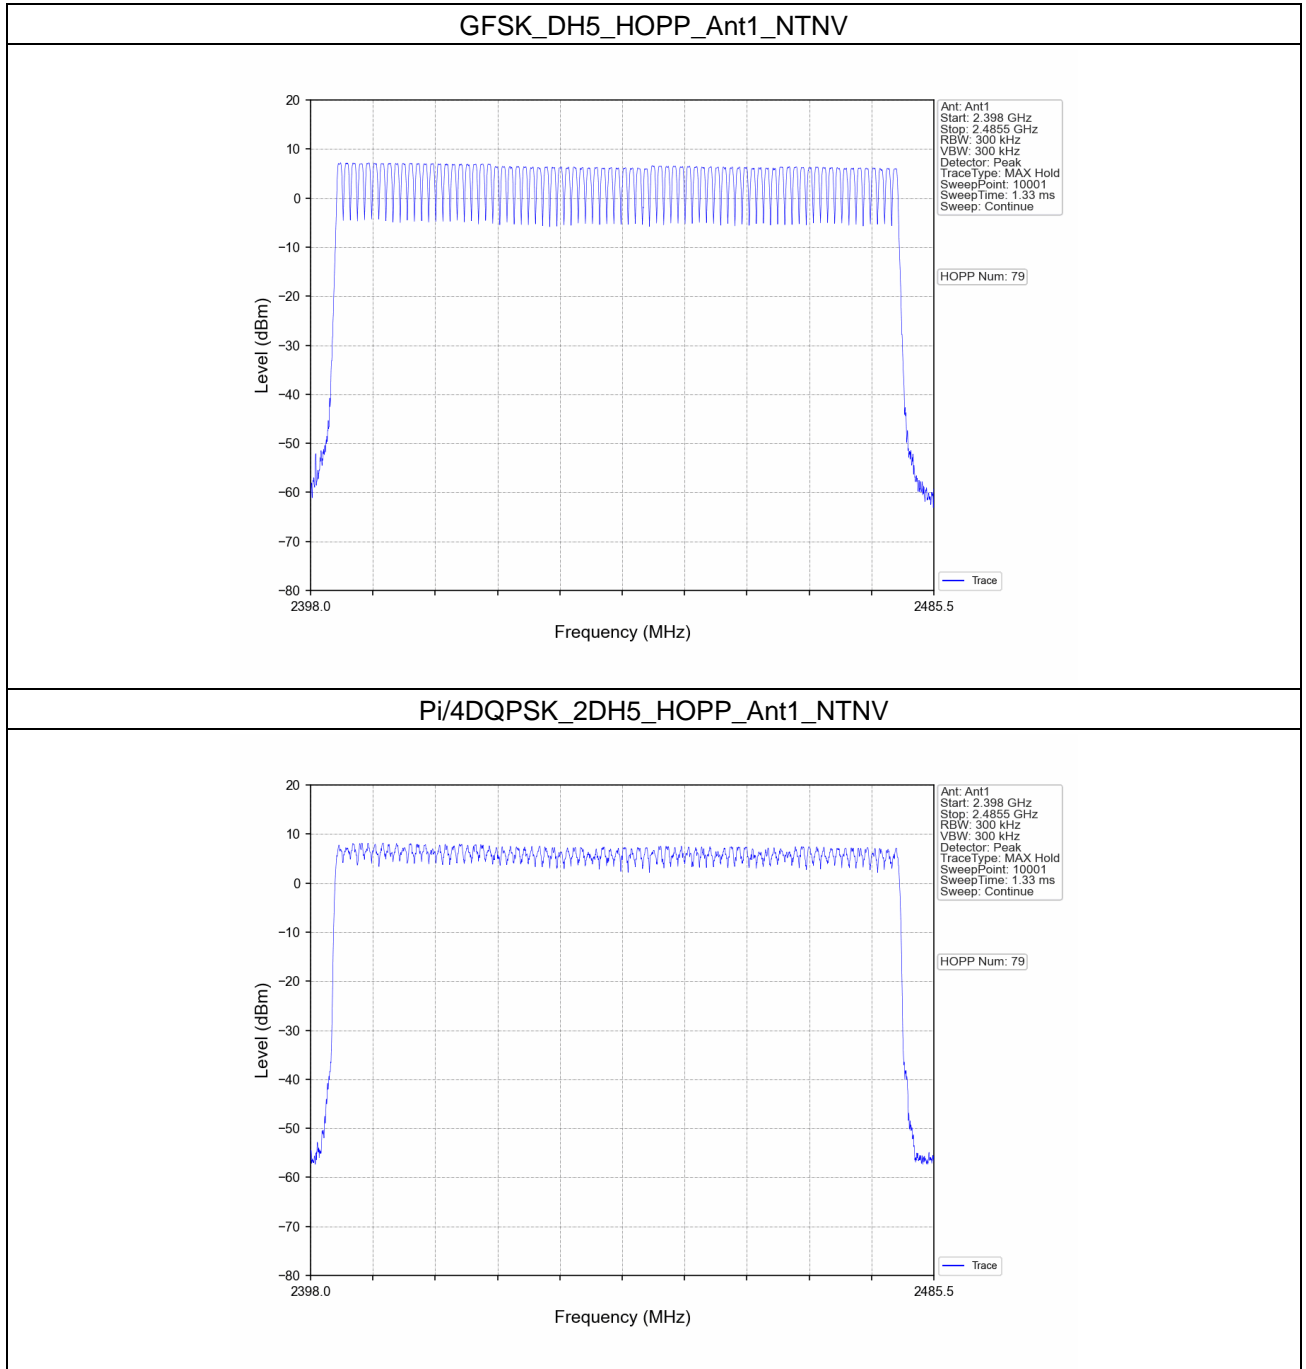 GFSK_DH5_HOPP_Ant1_NTNV
20
10
0
−10
−20
−30
−40
−50
−60
−70
−80
Level (dBm)
2398.0
2485.5
Frequency (MHz)
Ant: Ant1
Start: 2.398 GHz
Stop: 2.4855 GHz
RBW: 300 kHz
VBW: 300 kHz
Detector: Peak
TraceType: MAX Hold
SweepPoint: 10001
SweepTime: 1.33 ms
Sweep: Continue
HOPP Num: 79
Trace
Pi/4DQPSK_2DH5_HOPP_Ant1_NTNV
20
10
0
−10
−20
−30
−40
−50
−60
−70
−80
Level (dBm)
2398.0
2485.5
Frequency (MHz)
Ant: Ant1
Start: 2.398 GHz
Stop: 2.4855 GHz
RBW: 300 kHz
VBW: 300 kHz
Detector: Peak
TraceType: MAX Hold
SweepPoint: 10001
SweepTime: 1.33 ms
Sweep: Continue
HOPP Num: 79
Trace